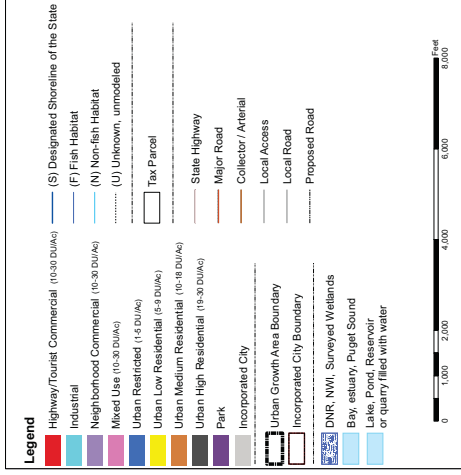 Legend
Highway/Tourist Commercial (10-30 DU/Ac)
Industrial
Neighborhood Commercial (10-30 DU/Ac)
Mixed Use (10-30 DU/Ac)
Urban Restricted (1-5 DU/Ac)
Urban Low Residential (5-9 DU/Ac)
Urban Medium Residential (10-18 DU/Ac)
Urban High Residential (19-30 DU/Ac)
Park
Incorporated City
Urban Growth Area Boundary
Incorporated City Boundary
DNR, NWI, Surveyed Wetlands
Bay, estuary, Puget Sound
Lake, Pond, Reservoir
or quarry filled with water
(S) Designated Shoreline of the State
(F) Fish Habitat
(N) Non-fish Habitat
(U) Unknown, unmodeled
Tax Parcel
State Highway
Major Road
Collector / Arterial
Local Access
Local Road
Proposed Road
0 1,000 2,000 4,000 6,000 8,000
Feet